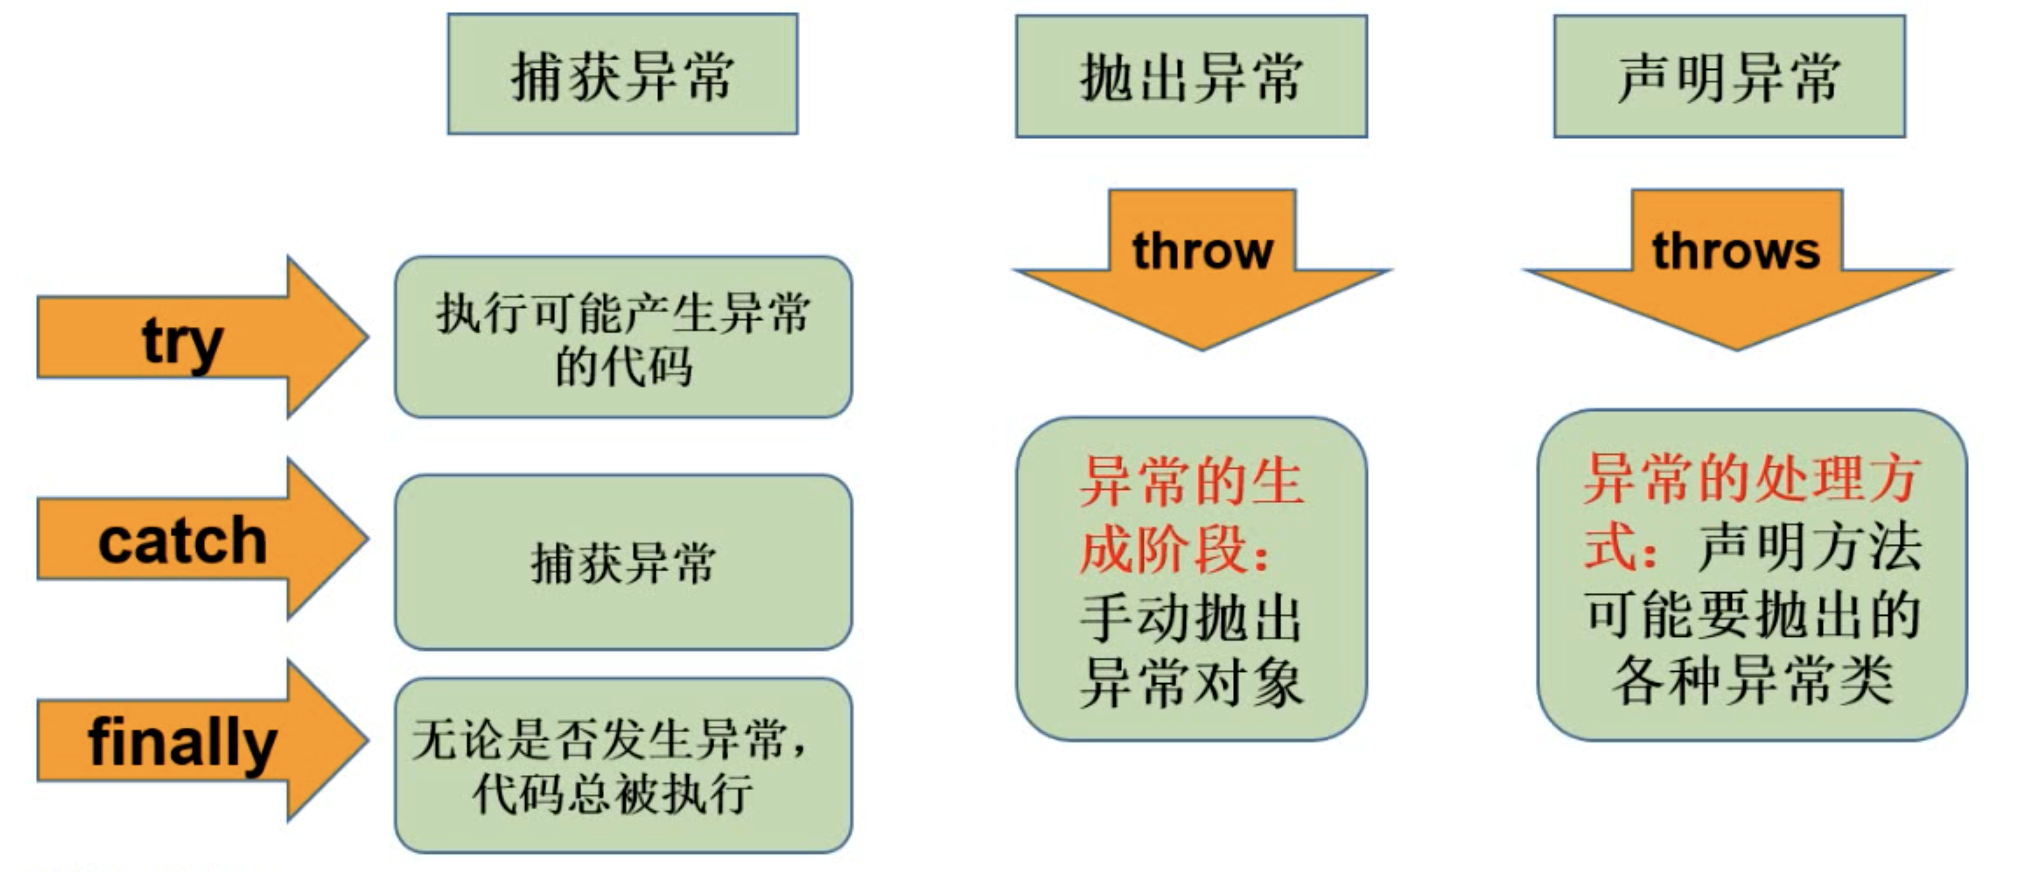 捕获异常
try
执行可能产生异常
的代码
catch
捕获异常
finally
无论是否发生异常，
代码总被执行
抛出异常
throw
异常的生
成阶段：
手动抛出
异常对象
声明异常
throws
异常的处理方
式：声明方法
可能要抛出的
各种异常类